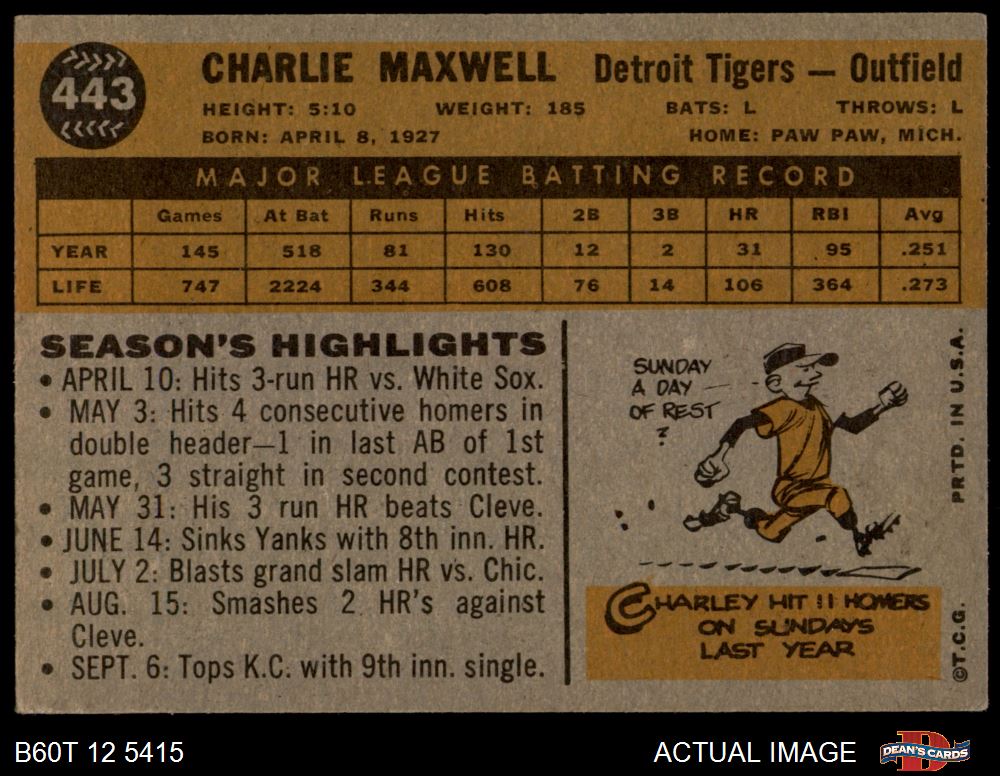 443
CHARLIE MAXWELL Detroit Tigers — Outfield
HEIGHT: 5:10 WEIGHT: 185 BATS: L THROWS: L
BORN: APRIL 8, 1927 HOME: PAW PAW, MICH.
MAJOR LEAGUE BATTING RECORD
Games At Bat Runs Hits 2B 3B HR RBI Avg
YEAR 145 518 81 130 12 2 31 95 .251
LIFE 747 2224 344 608 76 14 106 364 .273
SEASON'S HIGHLIGHTS
• APRIL 10: Hits 3-run HR vs. White Sox.
• MAY 3: Hits 4 consecutive homers in
double header—1 in last AB of 1st
game, 3 straight in second contest.
• MAY 31: His 3 run HR beats Cleve.
• JUNE 14: Sinks Yanks with 8th inn. HR.
• JULY 2: Blasts grand slam HR vs. Chic.
• AUG. 15: Smashes 2 HR's against
Cleve.
• SEPT. 6: Tops K.C. with 9th inn. single.
SUNDAY
A DAY
OF REST
?
CHARLEY HIT 11 HOMERS
ON SUNDAYS
LAST YEAR
©T.C.G. PRTD. IN U.S.A.
B60T 12 5415 ACTUAL IMAGE
D
DEAN'S CARDS